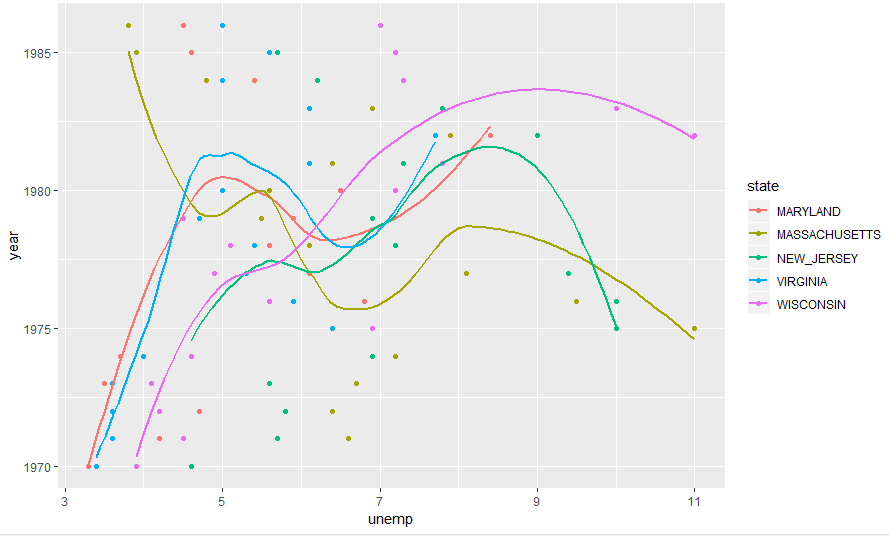 1985
1980
1975
1970
year
3
5
7
9
11
unemp
state
MARYLAND
MASSACHUSETTS
NEW_JERSEY
VIRGINIA
WISCONSIN